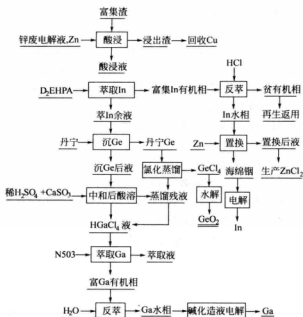 富集渣
锌废电解液,Zn 酸浸 浸出渣 回收Cu
酸浸液 HCl
D2EHPA 萃取In 富集In有机相 反萃 贫有机相
萃In余液 In水相 再生返用
丹宁 沉Ge 丹宁Ge Zn 置换 置换后液
沉Ge后液 氯化蒸馏 GeCl4 海绵铟 生产ZnCl2
稀H2SO4+CaSO3 中和后酸溶 蒸馏残液 水解 电解
HGaCl4液 GeO2 In
N503 萃取Ga 萃取液
富Ga有机相
H2O 反萃 Ga水相 碱化造液电解 Ga